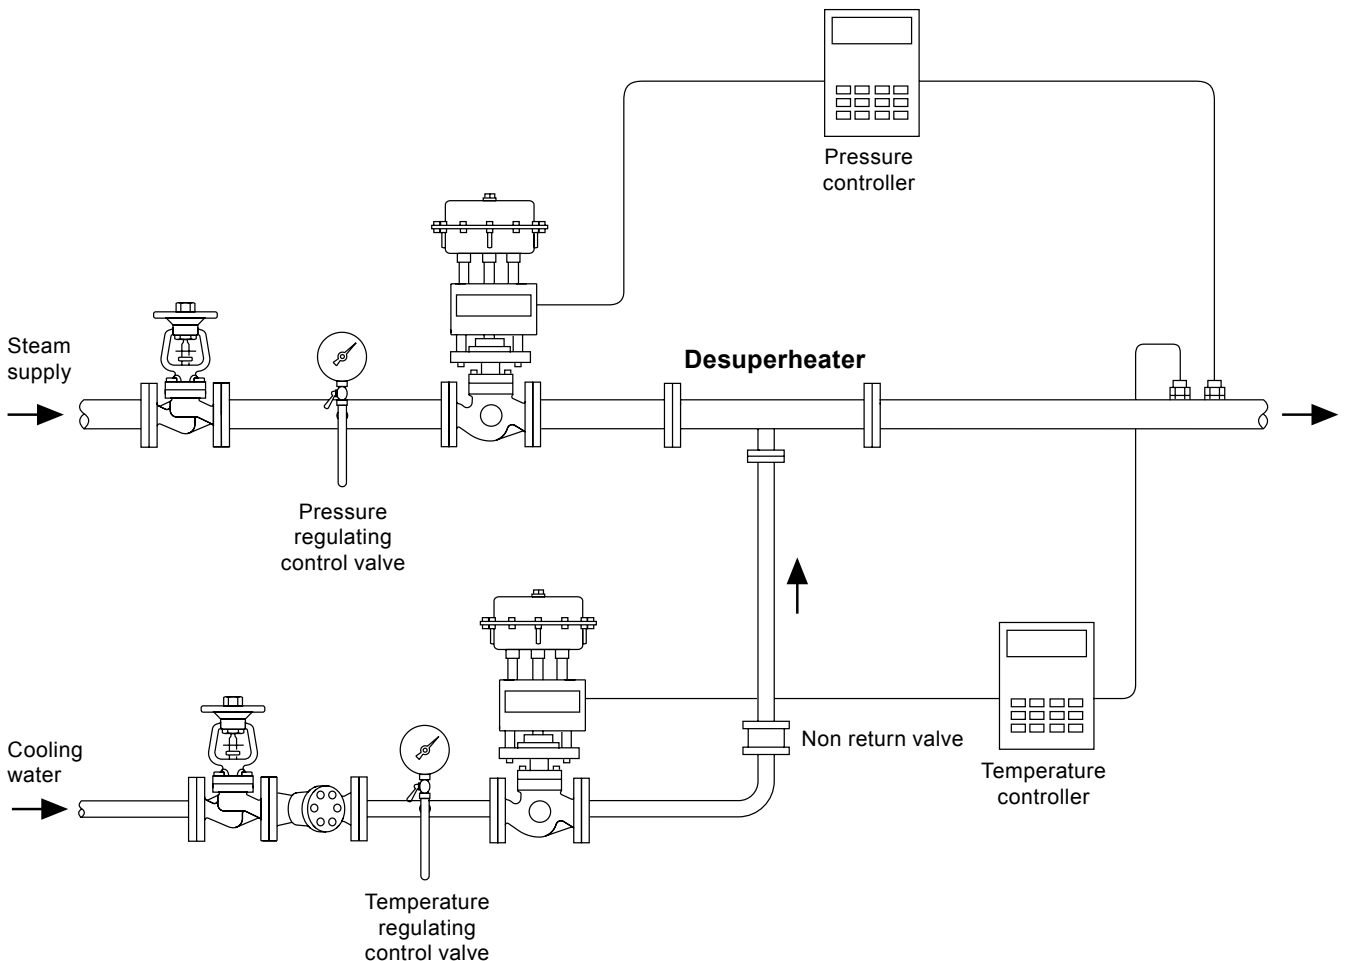 Pressure
controller
Steam
supply
Desuperheater
Pressure
regulating
control valve
Cooling
water
Non return valve
Temperature
controller
Temperature
regulating
control valve